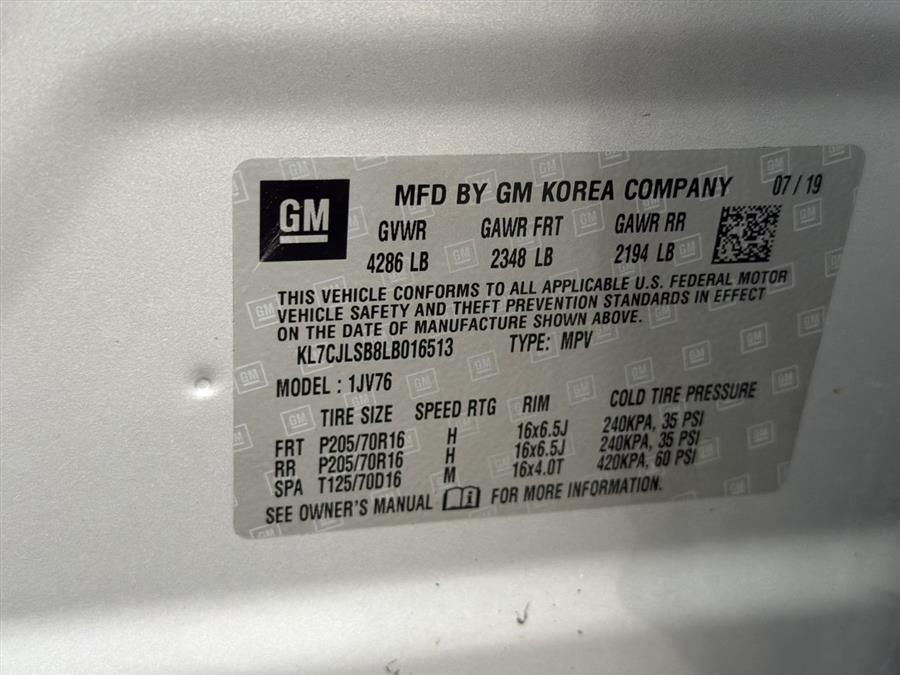 GM
MFD BY GM KOREA COMPANY 07 / 19
GVWR GAWR FRT GAWR RR
4286 LB 2348 LB 2194 LB
THIS VEHICLE CONFORMS TO ALL APPLICABLE U.S. FEDERAL MOTOR
VEHICLE SAFETY AND THEFT PREVENTION STANDARDS IN EFFECT
ON THE DATE OF MANUFACTURE SHOWN ABOVE.
KL7CJLSB8LB016513 TYPE: MPV
MODEL : 1JV76
TIRE SIZE SPEED RTG RIM COLD TIRE PRESSURE
FRT P205/70R16 H 16x6.5J 240KPA, 35 PSI
RR P205/70R16 H 16x6.5J 240KPA, 35 PSI
SPA T125/70D16 M 16x4.0T 420KPA, 60 PSI
SEE OWNER'S MANUAL i FOR MORE INFORMATION.